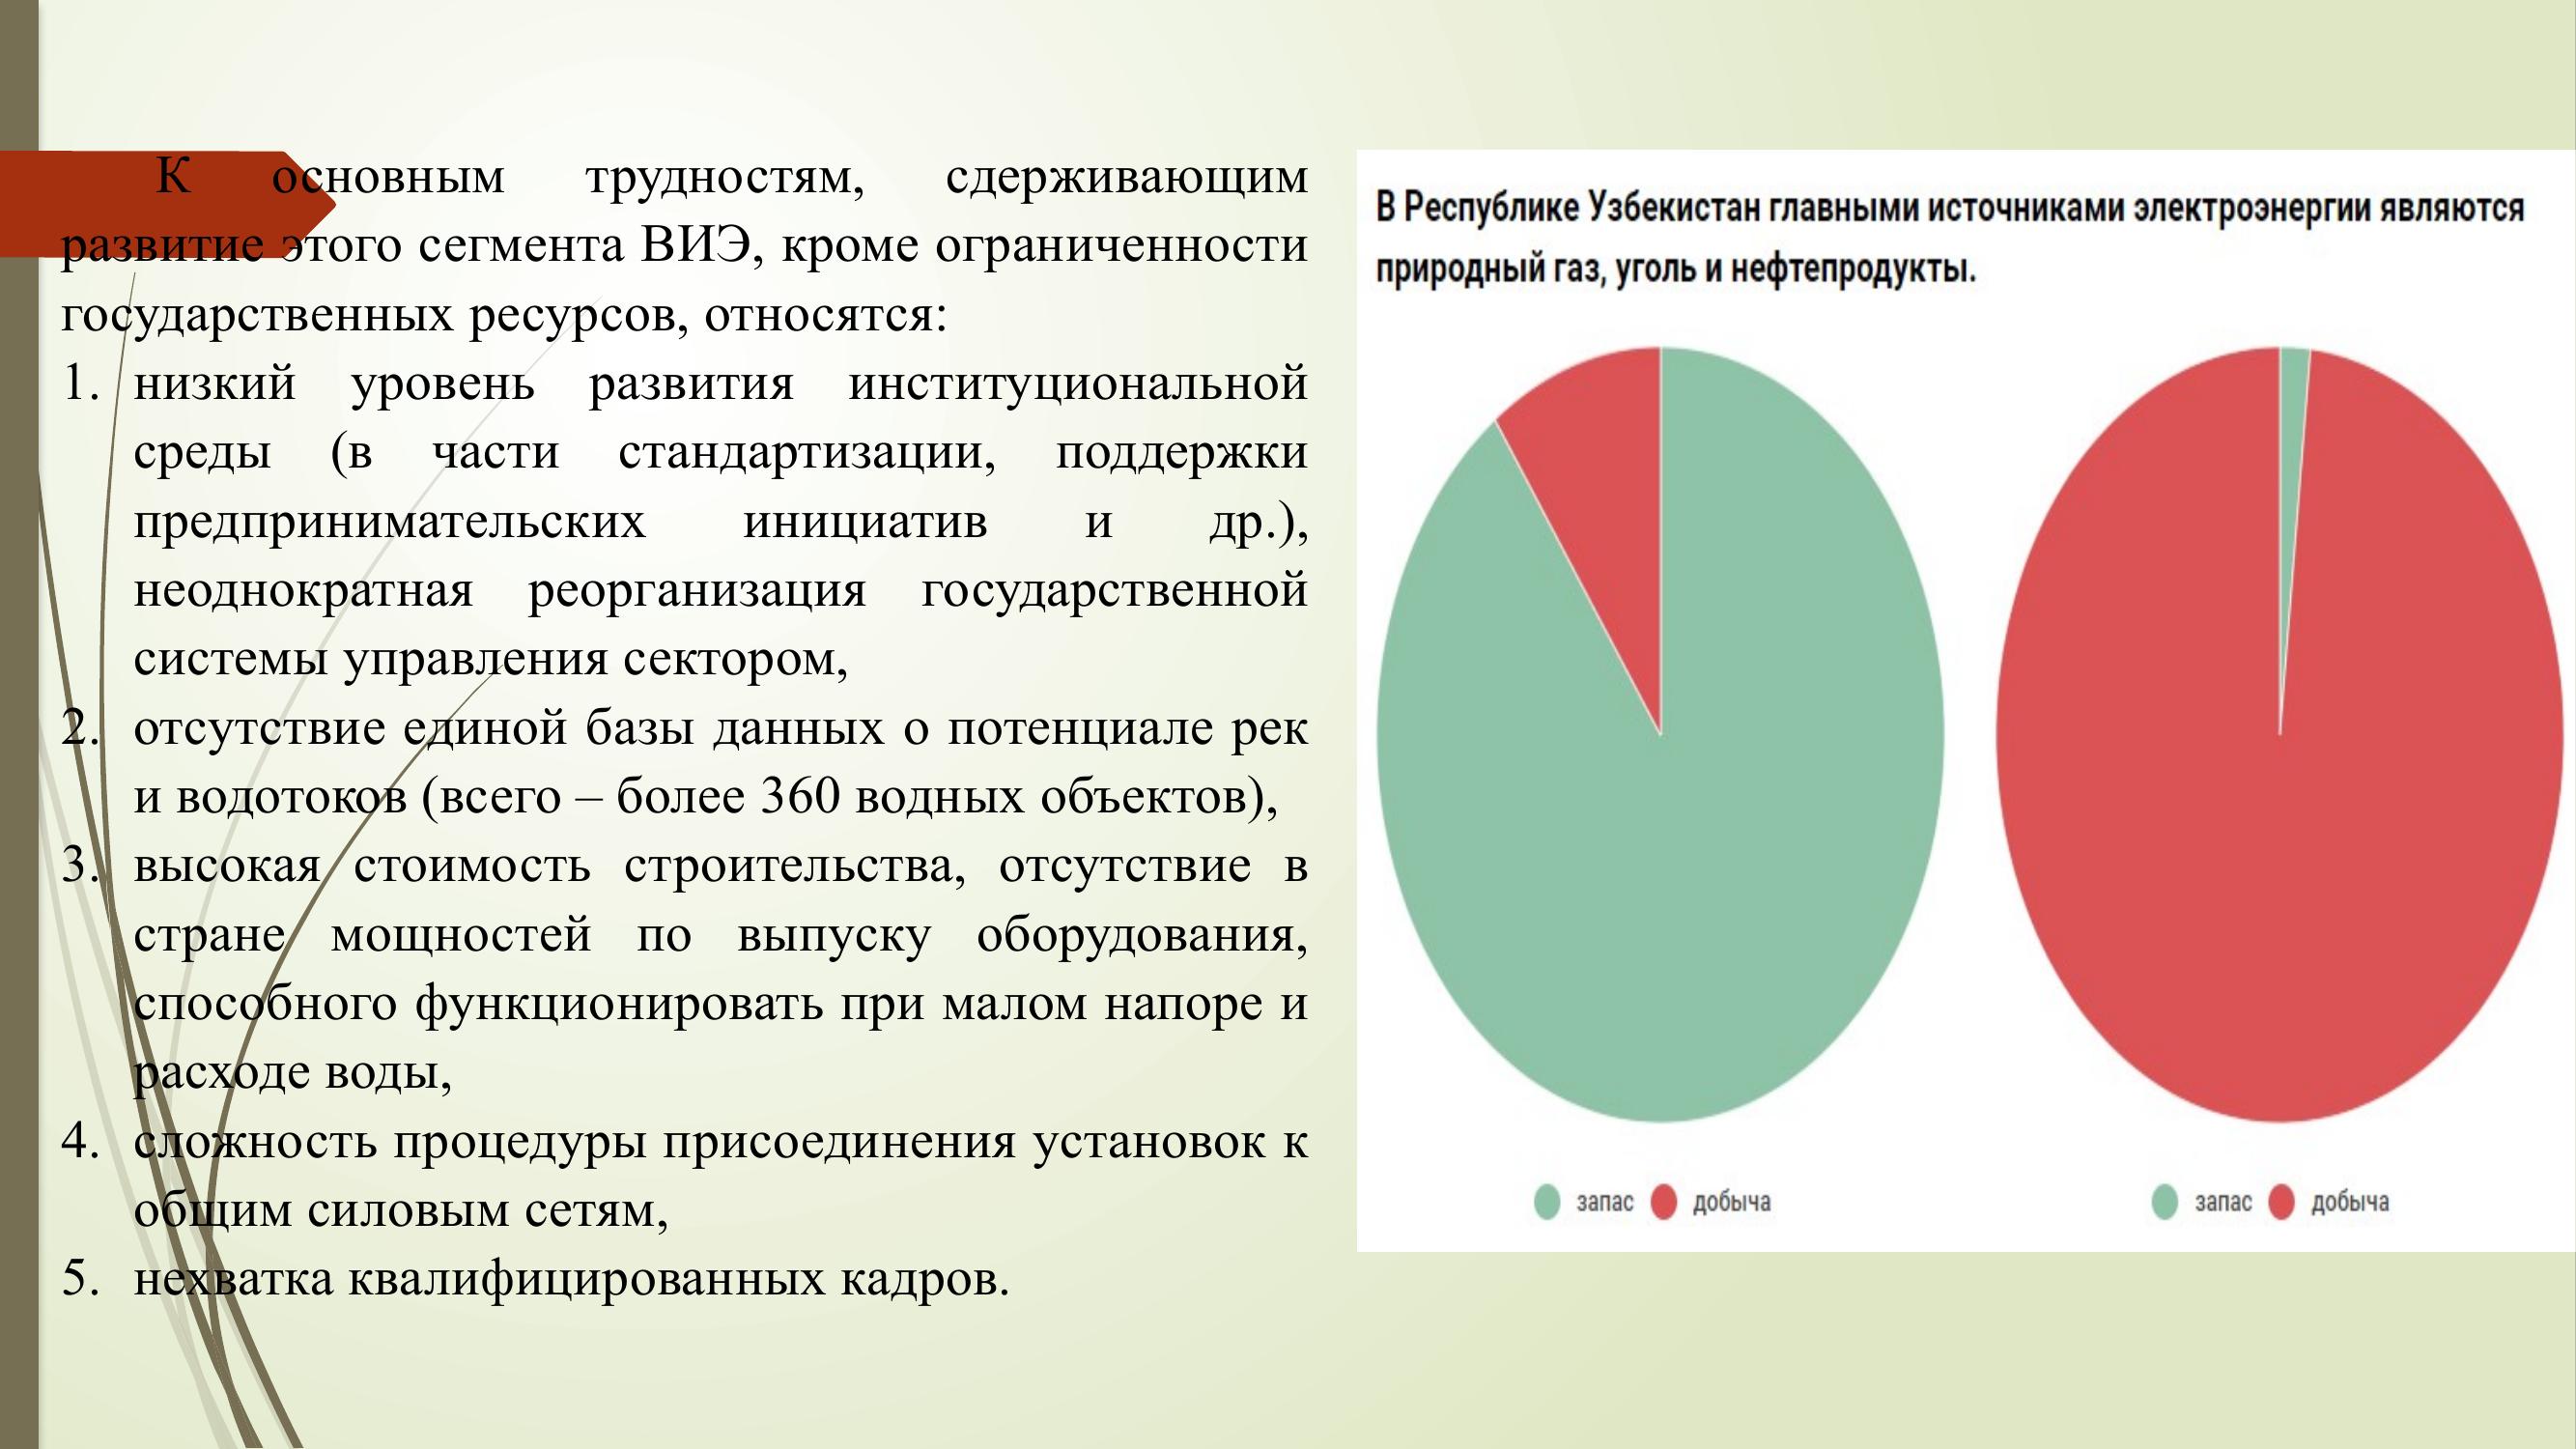 К основным трудностям, сдерживающим
развитие этого сегмента ВИЭ, кроме ограниченности
государственных ресурсов, относятся:
1. низкий уровень развития институциональной
среды (в части стандартизации, поддержки
предпринимательских инициатив и др.),
неоднократная реорганизация государственной
системы управления сектором,
2. отсутствие единой базы данных о потенциале рек
и водотоков (всего – более 360 водных объектов),
3. высокая стоимость строительства, отсутствие в
стране мощностей по выпуску оборудования,
способного функционировать при малом напоре и
расходе воды,
4. сложность процедуры присоединения установок к
общим силовым сетям,
5. нехватка квалифицированных кадров.
В Республике Узбекистан главными источниками электроэнергии являются
природный газ, уголь и нефтепродукты.
запас добыча
запас добыча